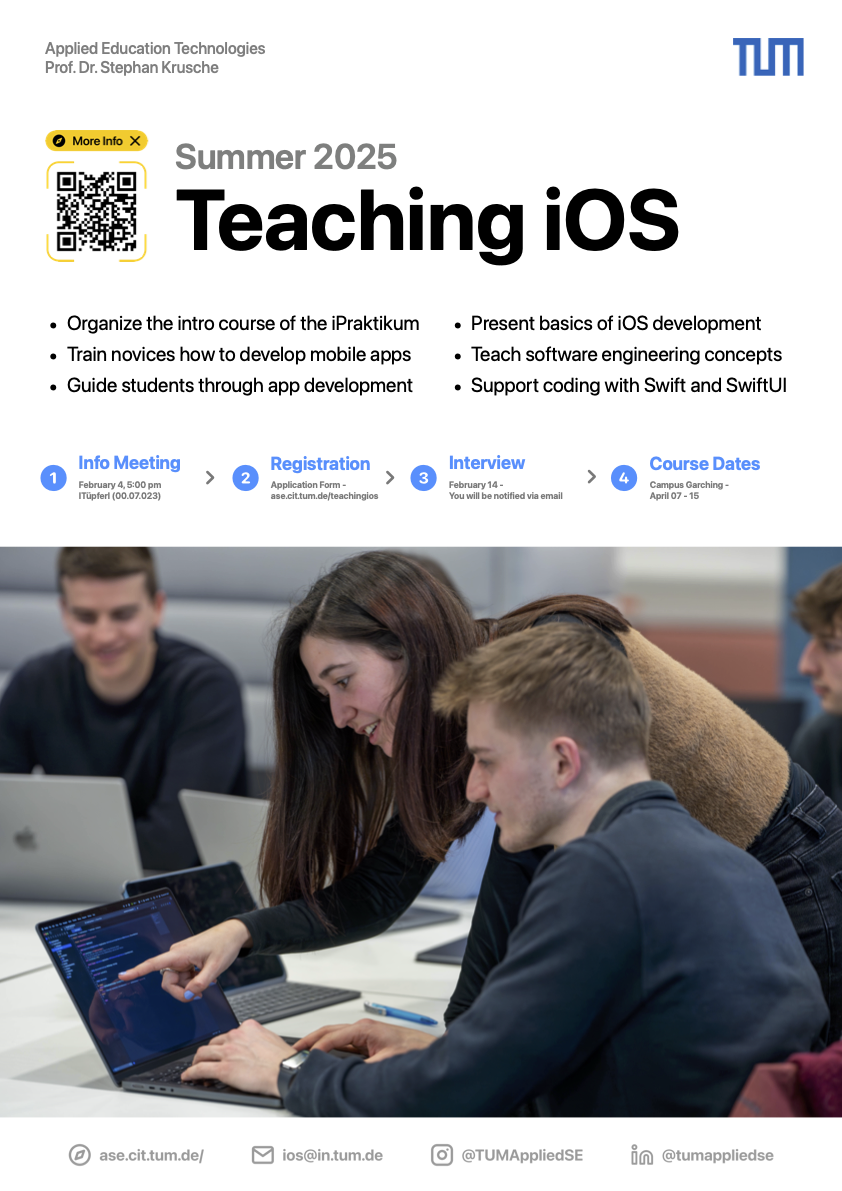 Applied Education Technologies
Prof. Dr. Stephan Krusche
TUM
More Info
Summer 2025
Teaching iOS
• Organize the intro course of the iPraktikum
• Train novices how to develop mobile apps
• Guide students through app development
• Present basics of iOS development
• Teach software engineering concepts
• Support coding with Swift and SwiftUI
1 Info Meeting
February 4, 5:00 pm
ITüpferl (00.07.023)
2 Registration
Application Form -
ase.cit.tum.de/teachingios
3 Interview
February 14 -
You will be notified via email
4 Course Dates
Campus Garching -
April 07 - 15
ase.cit.tum.de/
ios@in.tum.de
@TUMAppliedSE
@tumappliedse